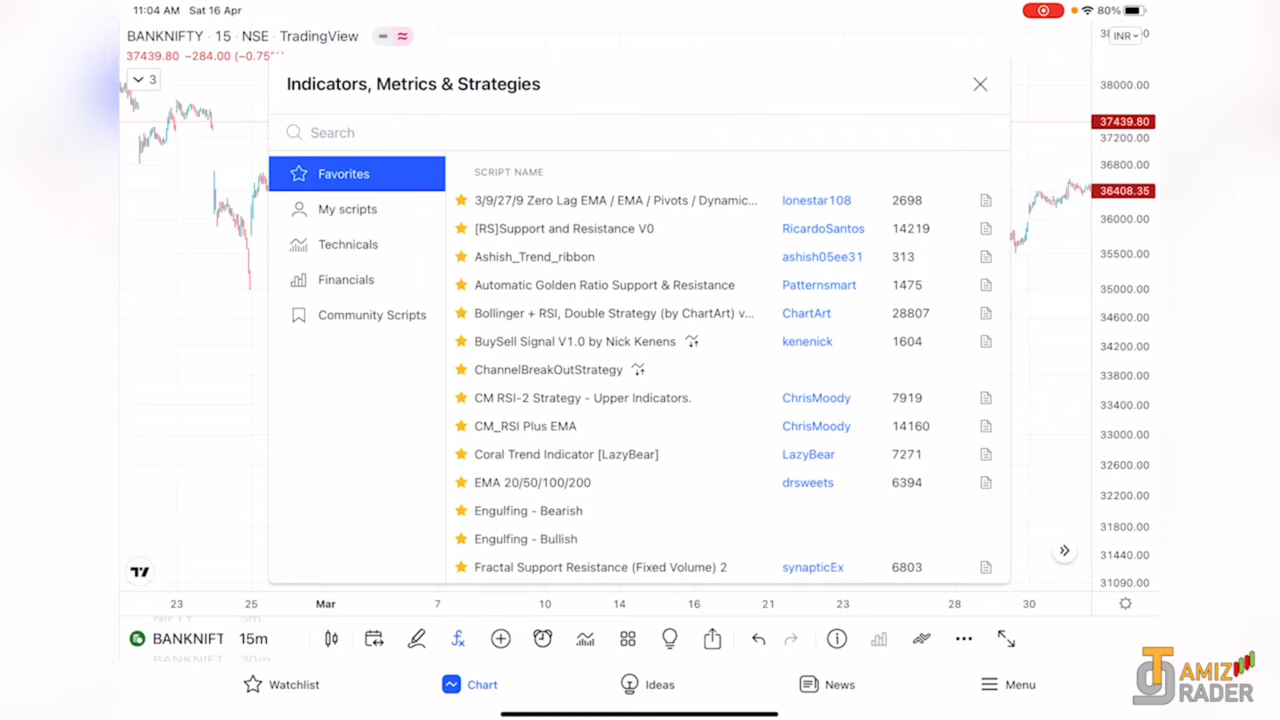 11:04 AM Sat 16 Apr
80%
BANKNIFTY · 15 · NSE · TradingView
INR
37439.80 −284.00 (−0.75%
3
Indicators, Metrics & Strategies
Search
Favorites
My scripts
Technicals
Financials
Community Scripts
SCRIPT NAME
3/9/27/9 Zero Lag EMA / EMA / Pivots / Dynamic... lonestar108 2698
[RS]Support and Resistance V0 RicardoSantos 14219
Ashish_Trend_ribbon ashish05ee31 313
Automatic Golden Ratio Support & Resistance Patternsmart 1475
Bollinger + RSI, Double Strategy (by ChartArt) v... ChartArt 28807
BuySell Signal V1.0 by Nick Kenens kenenick 1604
ChannelBreakOutStrategy
CM RSI-2 Strategy - Upper Indicators. ChrisMoody 7919
CM_RSI Plus EMA ChrisMoody 14160
Coral Trend Indicator [LazyBear] LazyBear 7271
EMA 20/50/100/200 drsweets 6394
Engulfing - Bearish
Engulfing - Bullish
Fractal Support Resistance (Fixed Volume) 2 synapticEx 6803
38000.00
37439.80
37200.00
36800.00
36408.35
36000.00
35500.00
35000.00
34600.00
34200.00
33800.00
33400.00
33000.00
32600.00
32200.00
31800.00
31440.00
31090.00
23 25 Mar 7 10 14 16 21 23 28 30
NIFTY 5m
BANKNIFT 15m
BANKNIFT 30m
Watchlist Chart Ideas News Menu
TAMIZ
TRADER